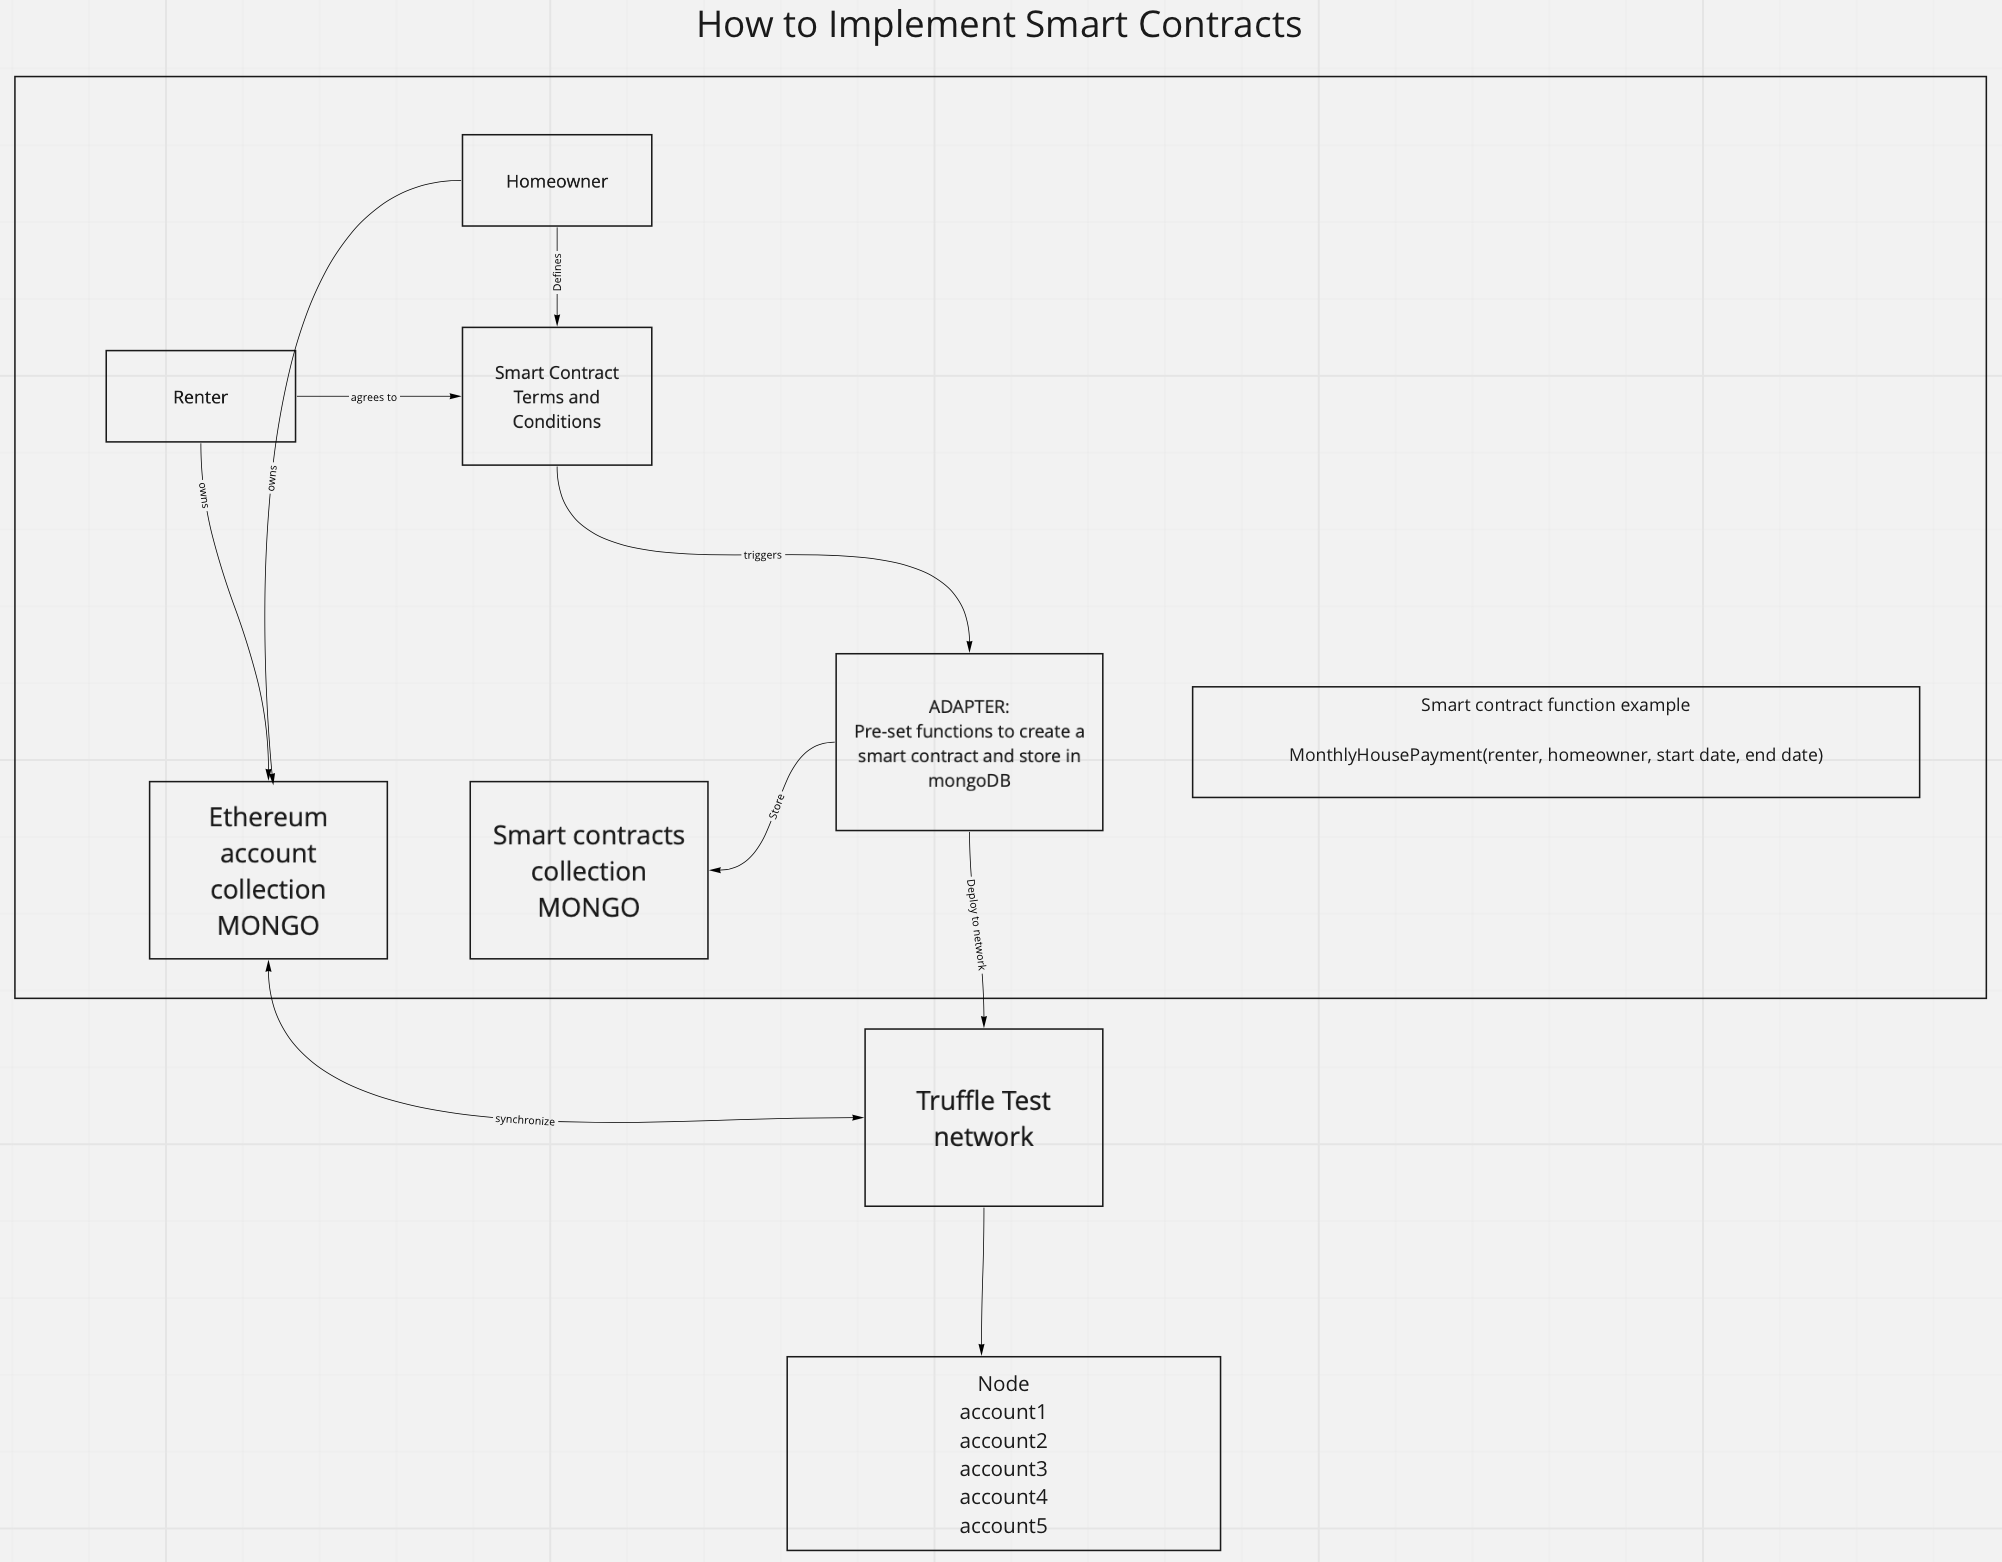 How to Implement Smart Contracts
Homeowner
Defines
Renter
agrees to
Smart Contract
Terms and
Conditions
owns
owns
triggers
ADAPTER:
Pre-set functions to create a
smart contract and store in
mongoDB
Smart contract function example
MonthlyHousePayment(renter, homeowner, start date, end date)
Store
Ethereum
account
collection
MONGO
Smart contracts
collection
MONGO
Deploy to network
synchronize
Truffle Test
network
Node
account1
account2
account3
account4
account5